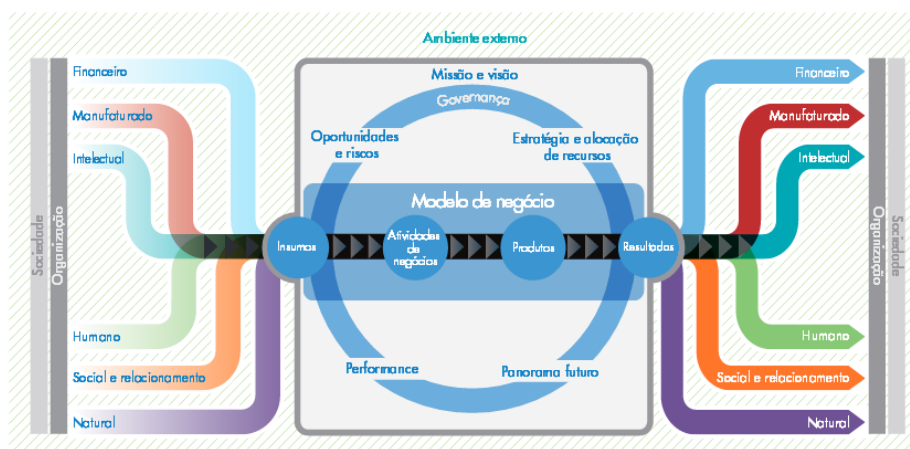 Ambiente externo
Financeiro
Manufaturado
Intelectual
Humano
Social e relacionamento
Natural
Sociedade
Organização
Missão e visão
Governança
Oportunidades
e riscos
Estratégia e alocação
de recursos
Modelo de negócio
Insumos
Atividades
de
negócios
Produtos
Resultados
Performance
Panorama futuro
Financeiro
Manufaturado
Intelectual
Humano
Social e relacionamento
Natural
Organização
Sociedade